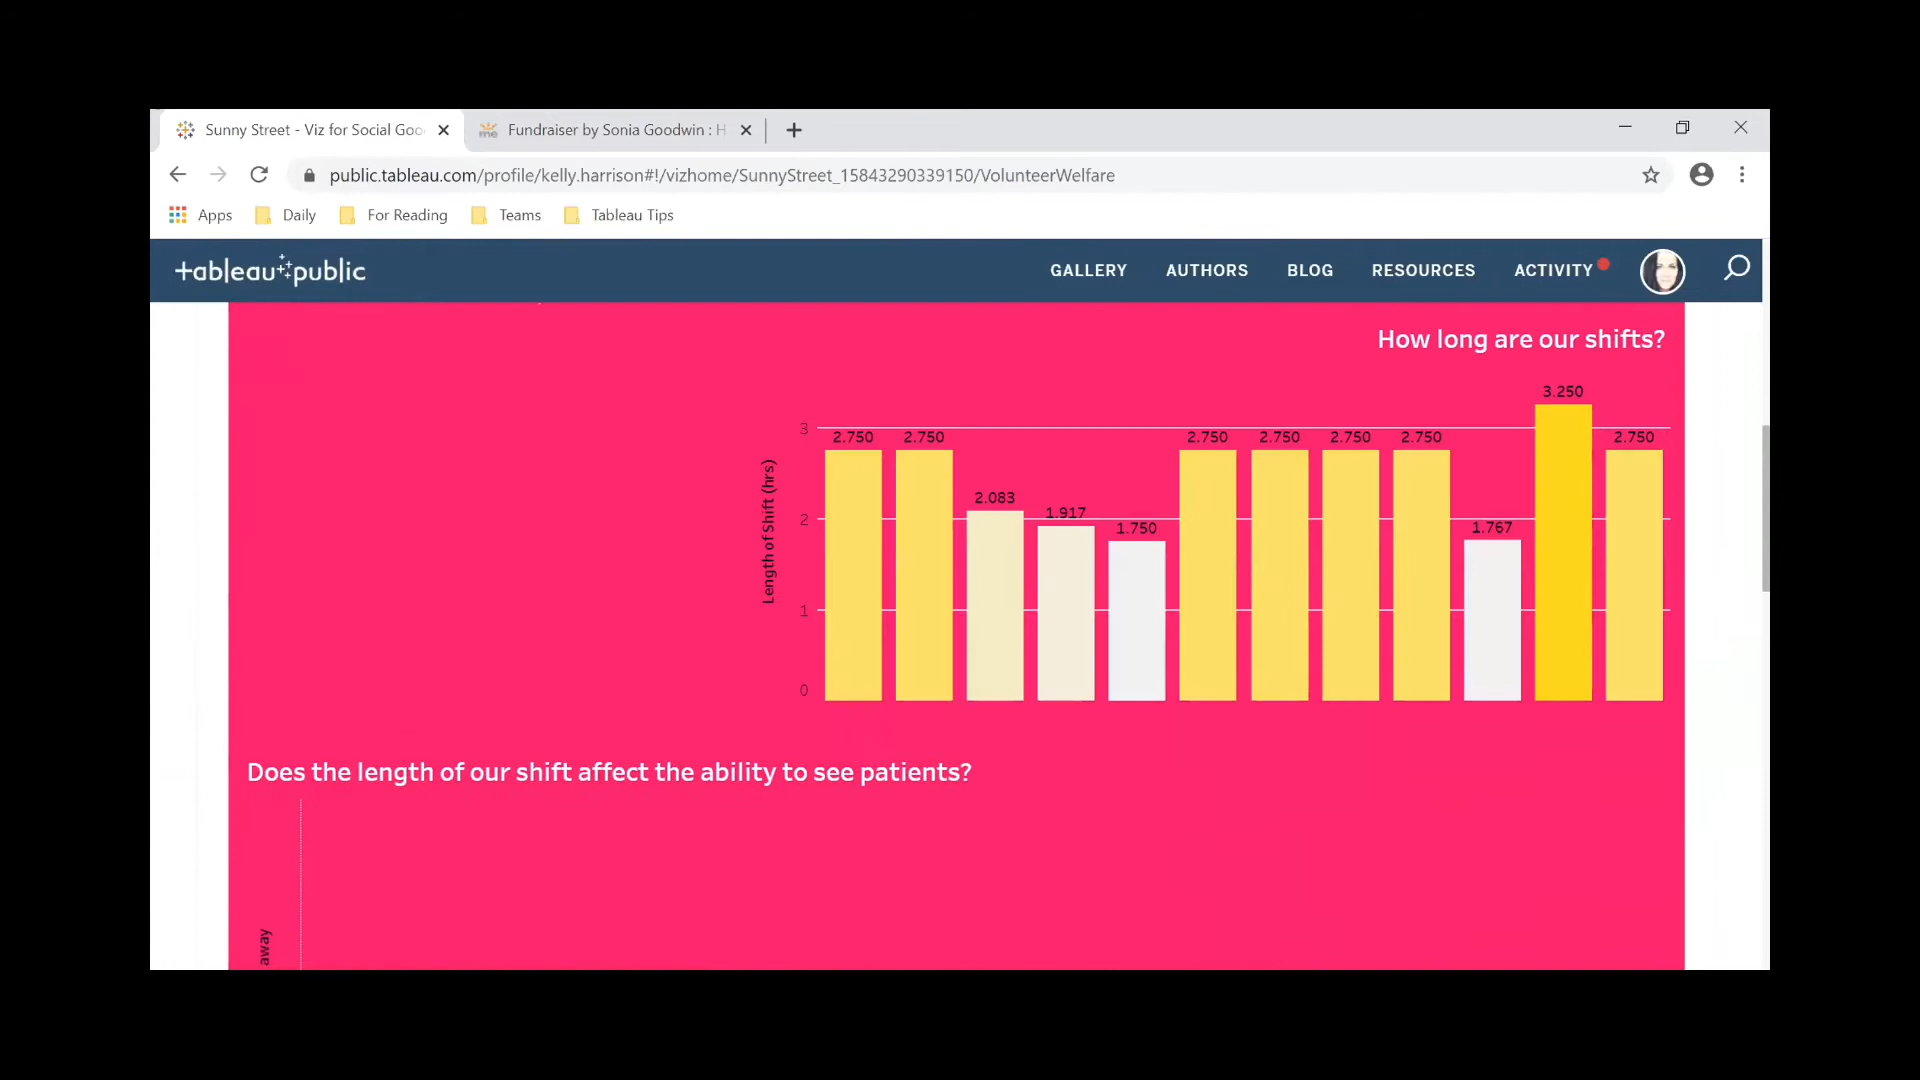 Sunny Street - Viz for Social Goo
Fundraiser by Sonia Goodwin : H
public.tableau.com/profile/kelly.harrison#!/vizhome/SunnyStreet_15843290339150/VolunteerWelfare
Apps Daily For Reading Teams Tableau Tips
+ableau public GALLERY AUTHORS BLOG RESOURCES ACTIVITY
How long are our shifts?
3.250
3
2.750 2.750 2.750 2.750 2.750 2.750 2.750
2.083
1.917
2
1.750 1.767
Length of Shift (hrs)
1
0
Does the length of our shift affect the ability to see patients?
away